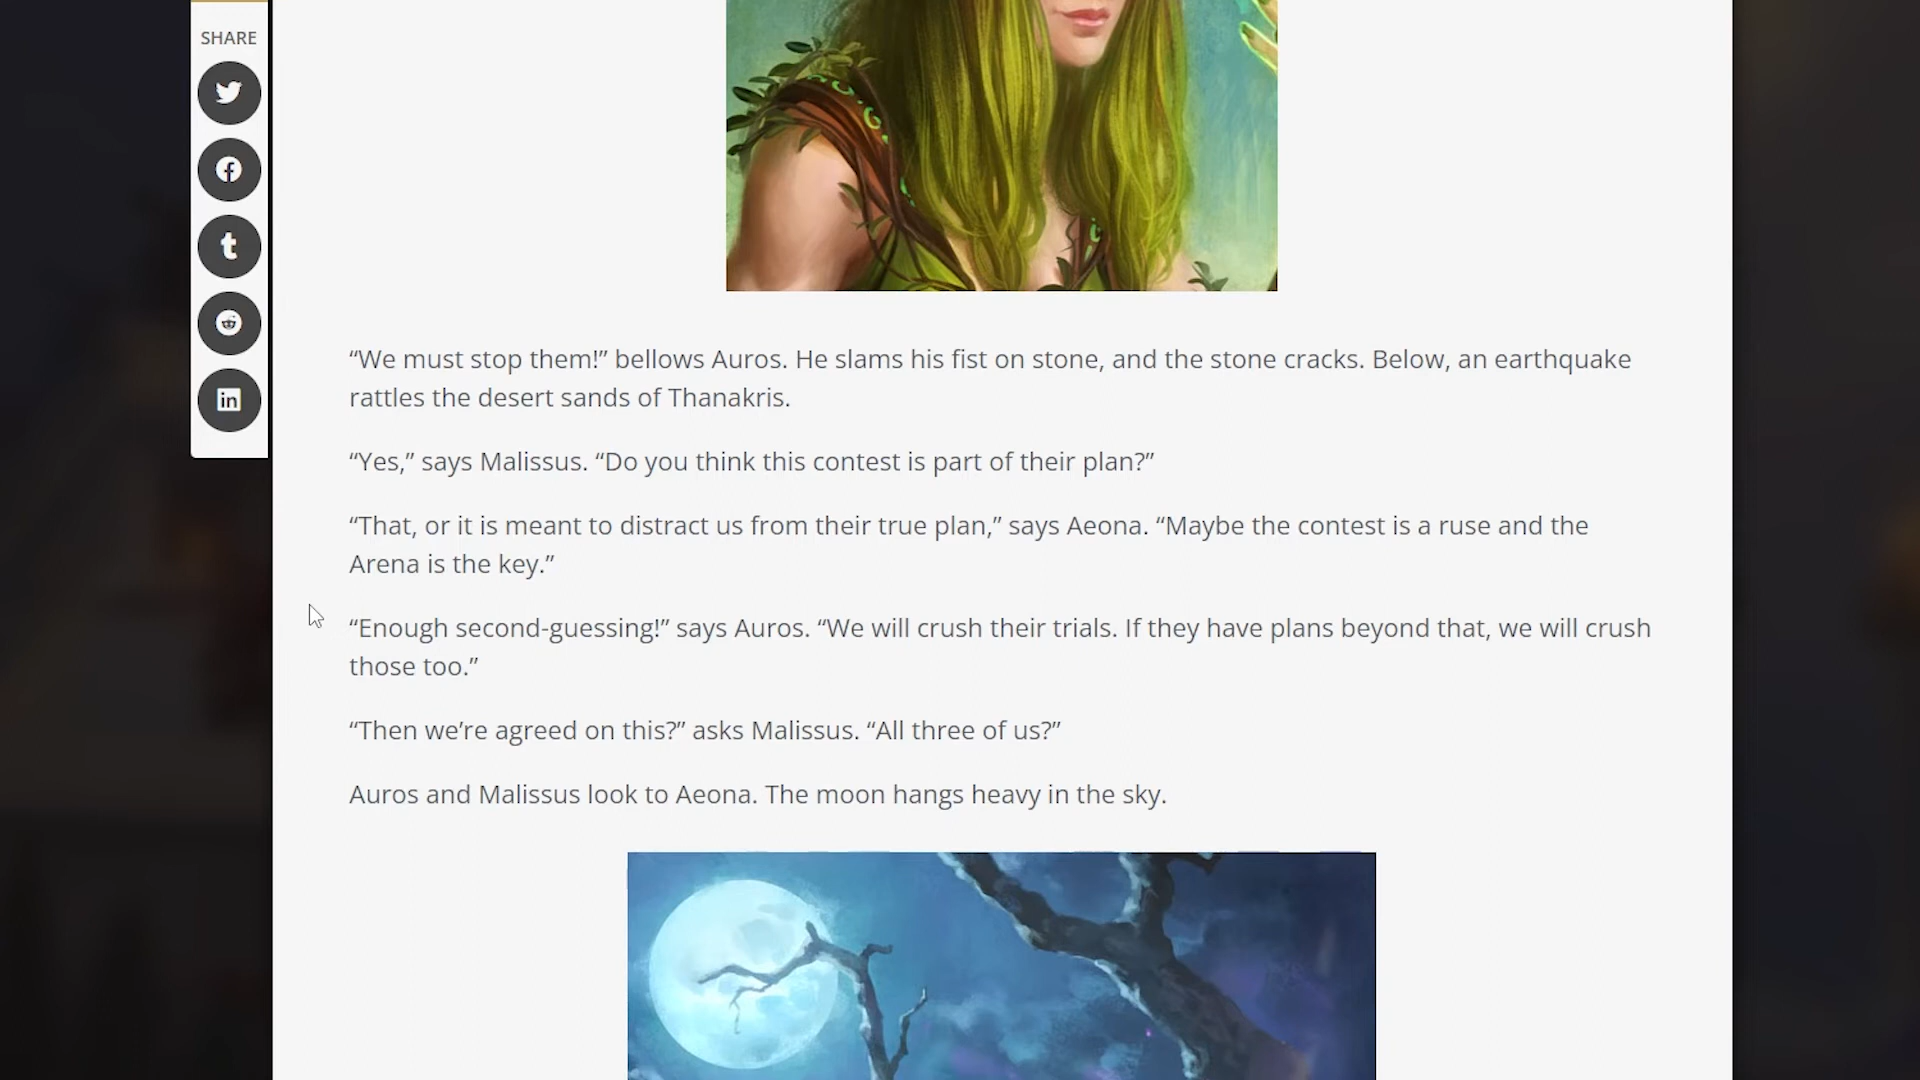 SHARE
“We must stop them!” bellows Auros. He slams his fist on stone, and the stone cracks. Below, an earthquake
rattles the desert sands of Thanakris.
“Yes,” says Malissus. “Do you think this contest is part of their plan?”
“That, or it is meant to distract us from their true plan,” says Aeona. “Maybe the contest is a ruse and the
Arena is the key.”
“Enough second-guessing!” says Auros. “We will crush their trials. If they have plans beyond that, we will crush
those too.”
“Then we’re agreed on this?” asks Malissus. “All three of us?”
Auros and Malissus look to Aeona. The moon hangs heavy in the sky.